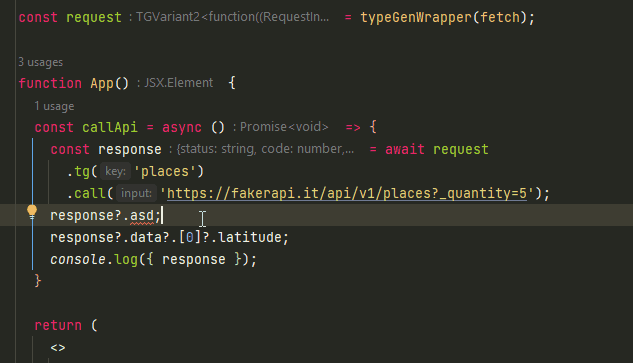 const request : TGVariant2<function((RequestIn... = typeGenWrapper(fetch);
3 usages
function App() : JSX.Element {
1 usage
const callApi = async () : Promise<void> => {
const response : {status: string, code: number,... = await request
.tg( key: 'places')
.call( input: 'https://fakerapi.it/api/v1/places?_quantity=5');
response?.asd;
response?.data?.[0]?.latitude;
console.log({ response });
}
return (
<>